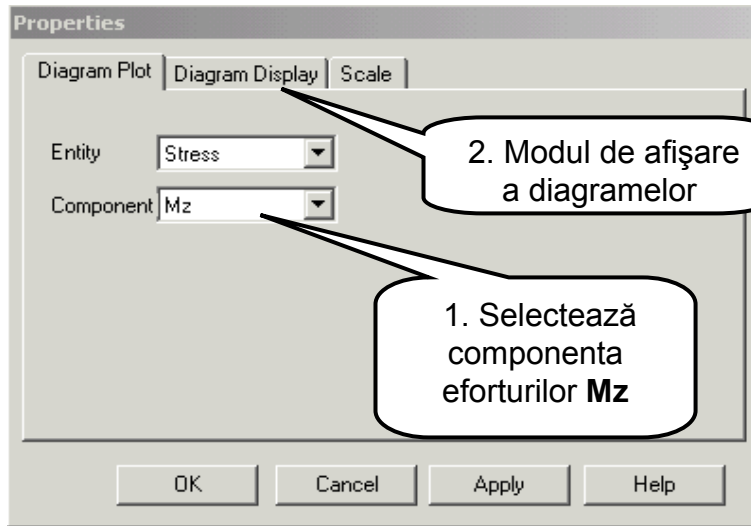 Properties
Diagram Plot Diagram Display Scale
Entity Stress
2. Modul de afişare
a diagramelor
Component Mz
1. Selectează
componenta
eforturilor Mz
OK Cancel Apply Help